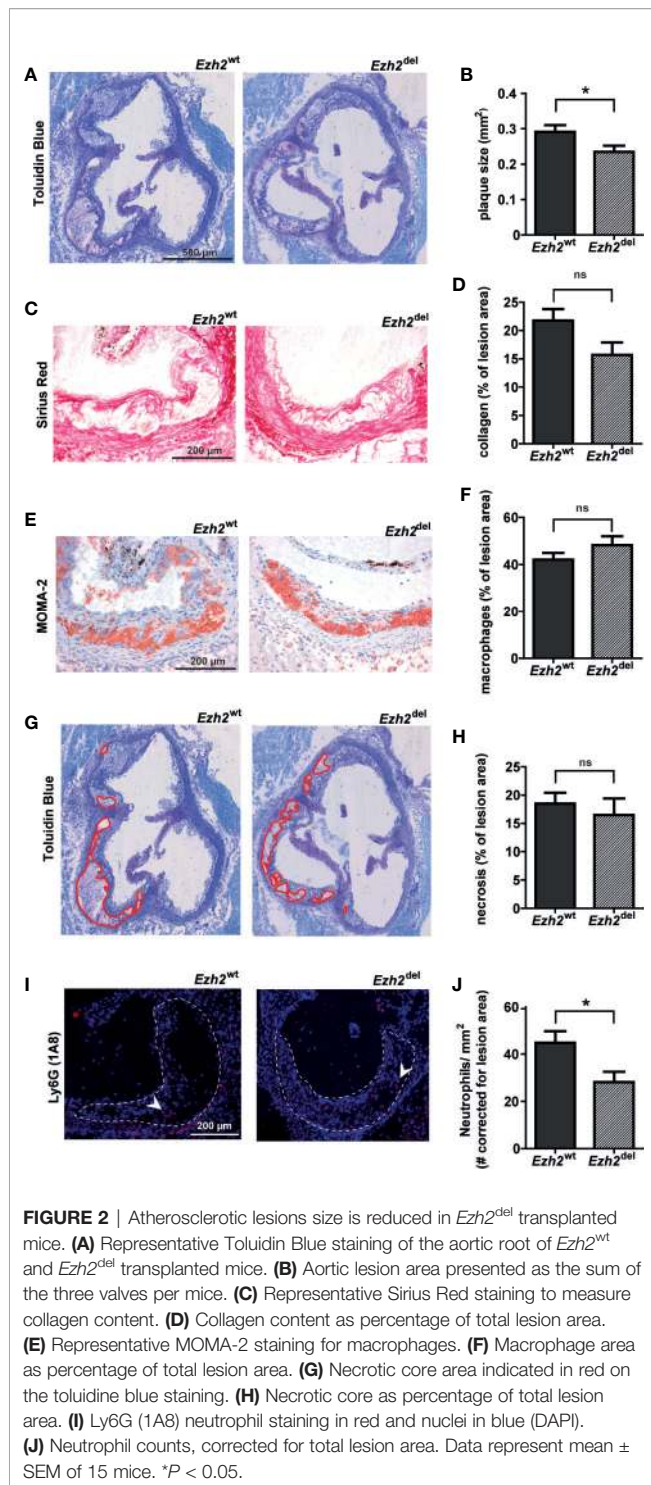 A
Ezh2wt
Ezh2del
Toluidin Blue
500 µm
B
*
plaque size (mm2)
0.4
0.3
0.2
0.1
0
Ezh2wt
Ezh2del
C
Ezh2wt
Ezh2del
Sirius Red
200 µm
D
ns
collagen (% of lesion area)
25
20
15
10
5
0
Ezh2wt
Ezh2del
E
Ezh2wt
Ezh2del
MOMA-2
200 µm
F
ns
macrophages (% of lesion area)
60
40
20
0
Ezh2wt
Ezh2del
G
Ezh2wt
Ezh2del
Toluidin Blue
H
ns
necrosis (% of lesion area)
25
20
15
10
5
0
Ezh2wt
Ezh2del
I
Ezh2wt
Ezh2del
Ly6G (1A8)
200 µm
J
*
Neutrophils/ mm2
(# corrected for lesion area)
60
40
20
0
Ezh2wt
Ezh2del
FIGURE 2 | Atherosclerotic lesions size is reduced in Ezh2del transplanted
mice. (A) Representative Toluidin Blue staining of the aortic root of Ezh2wt
and Ezh2del transplanted mice. (B) Aortic lesion area presented as the sum of
the three valves per mice. (C) Representative Sirius Red staining to measure
collagen content. (D) Collagen content as percentage of total lesion area.
(E) Representative MOMA-2 staining for macrophages. (F) Macrophage area
as percentage of total lesion area. (G) Necrotic core area indicated in red on
the toluidine blue staining. (H) Necrotic core as percentage of total lesion
area. (I) Ly6G (1A8) neutrophil staining in red and nuclei in blue (DAPI).
(J) Neutrophil counts, corrected for total lesion area. Data represent mean ±
SEM of 15 mice. *P < 0.05.